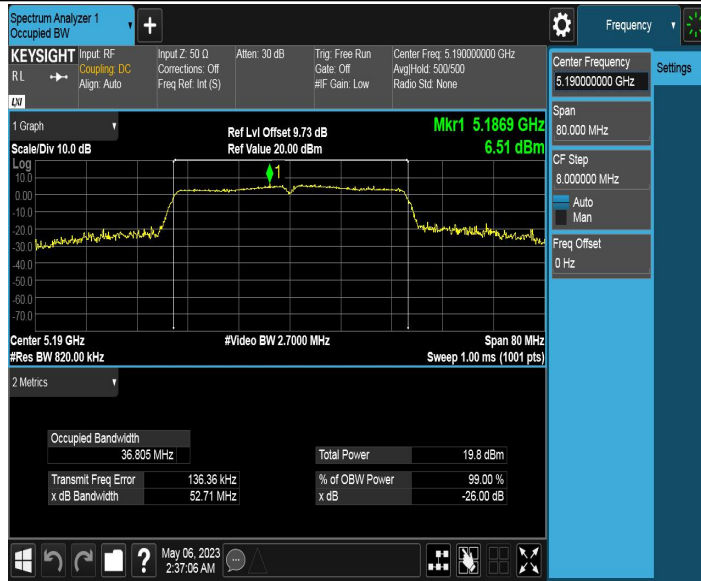 Spectrum Analyzer 1
Occupied BW
Frequency
KEYSIGHT
RL
LXI
Input: RF
Coupling: DC
Align: Auto
Input Z: 50 Ω
Corrections: Off
Freq Ref: Int (S)
Atten: 30 dB
Trig: Free Run
Gate: Off
#IF Gain: Low
Center Freq: 5.190000000 GHz
Avg|Hold: 500/500
Radio Std: None
Center Frequency
5.190000000 GHz
Settings
Span
80.000 MHz
CF Step
8.000000 MHz
Auto
Man
Freq Offset
0 Hz
1 Graph
Scale/Div 10.0 dB
Ref Lvl Offset 9.73 dB
Ref Value 20.00 dBm
Mkr1 5.1869 GHz
6.51 dBm
Log
10.0
0.00
-10.0
-20.0
-30.0
-40.0
-50.0
-60.0
-70.0
1
Center 5.19 GHz
#Res BW 820.00 kHz
#Video BW 2.7000 MHz
Span 80 MHz
Sweep 1.00 ms (1001 pts)
2 Metrics
Occupied Bandwidth
36.805 MHz
Total Power 19.8 dBm
Transmit Freq Error 136.36 kHz
% of OBW Power 99.00 %
x dB Bandwidth 52.71 MHz
x dB -26.00 dB
?
May 06, 2023
2:37:06 AM